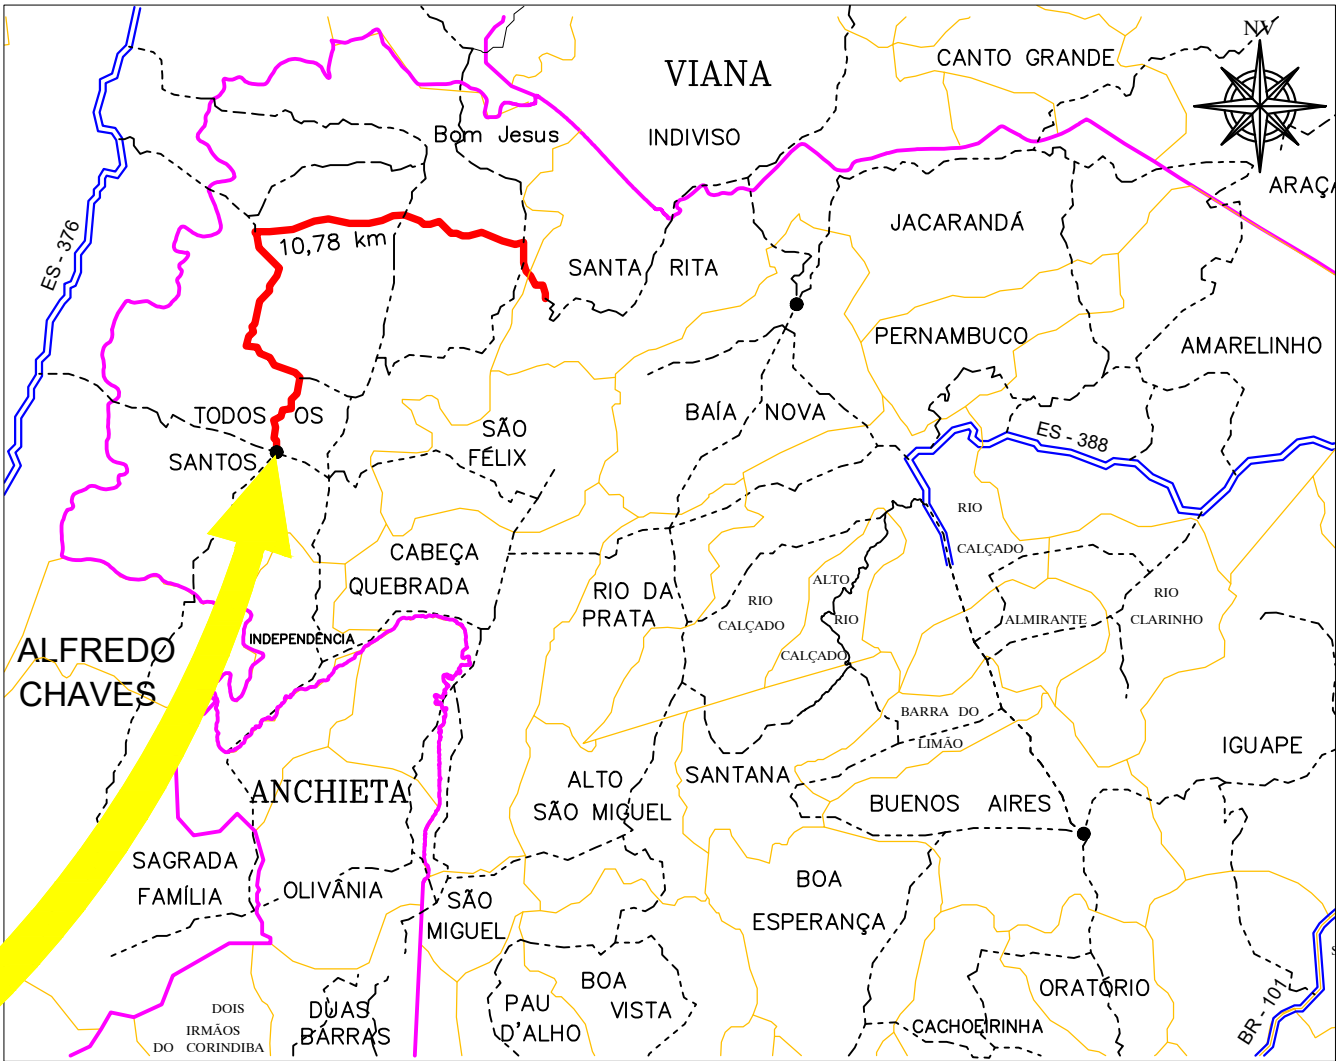 NV
CANTO GRANDE
VIANA
INDIVISO
Bom Jesus
ARAÇA
JACARANDÁ
ES - 376
10,78 km
SANTA RITA
PERNAMBUCO
AMARELINHO
TODOS OS
SANTOS
BAÍA NOVA
SÃO
FÉLIX
ES - 388
RIO
CALÇADO
CABEÇA
QUEBRADA
RIO DA
PRATA
RIO
CALÇADO
ALTO
RIO
CALÇADO
ALMIRANTE
RIO
CLARINHO
INDEPENDÊNCIA
ALFREDO
CHAVES
BARRA DO
LIMÃO
IGUAPE
ANCHIETA
ALTO
SÃO MIGUEL
SANTANA
BUENOS AIRES
SAGRADA
FAMÍLIA
OLIVÂNIA
SÃO
MIGUEL
BOA
ESPERANÇA
BOA
VISTA
PAU
D'ALHO
ORATÓRIO
CACHOEIRINHA
BR - 101
S
DOIS
IRMÃOS
DO CORINDIBA
DUAS
BARRAS